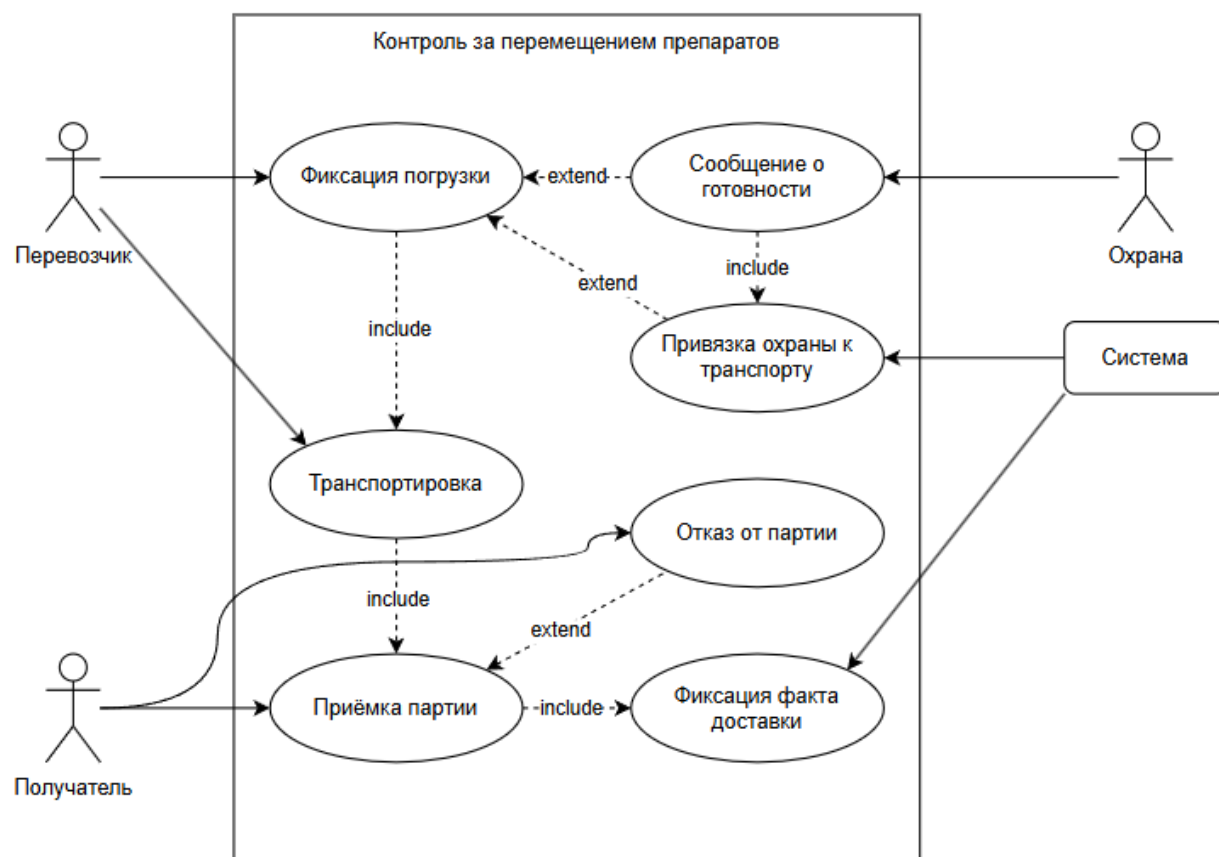 Контроль за перемещением препаратов
Фиксация погрузки
extend
Сообщение о
готовности
Перевозчик
Охрана
include
extend
include
Привязка охраны к
транспорту
Система
Транспортировка
Отказ от партии
include
extend
Приёмка партии
include
Фиксация факта
доставки
Получатель